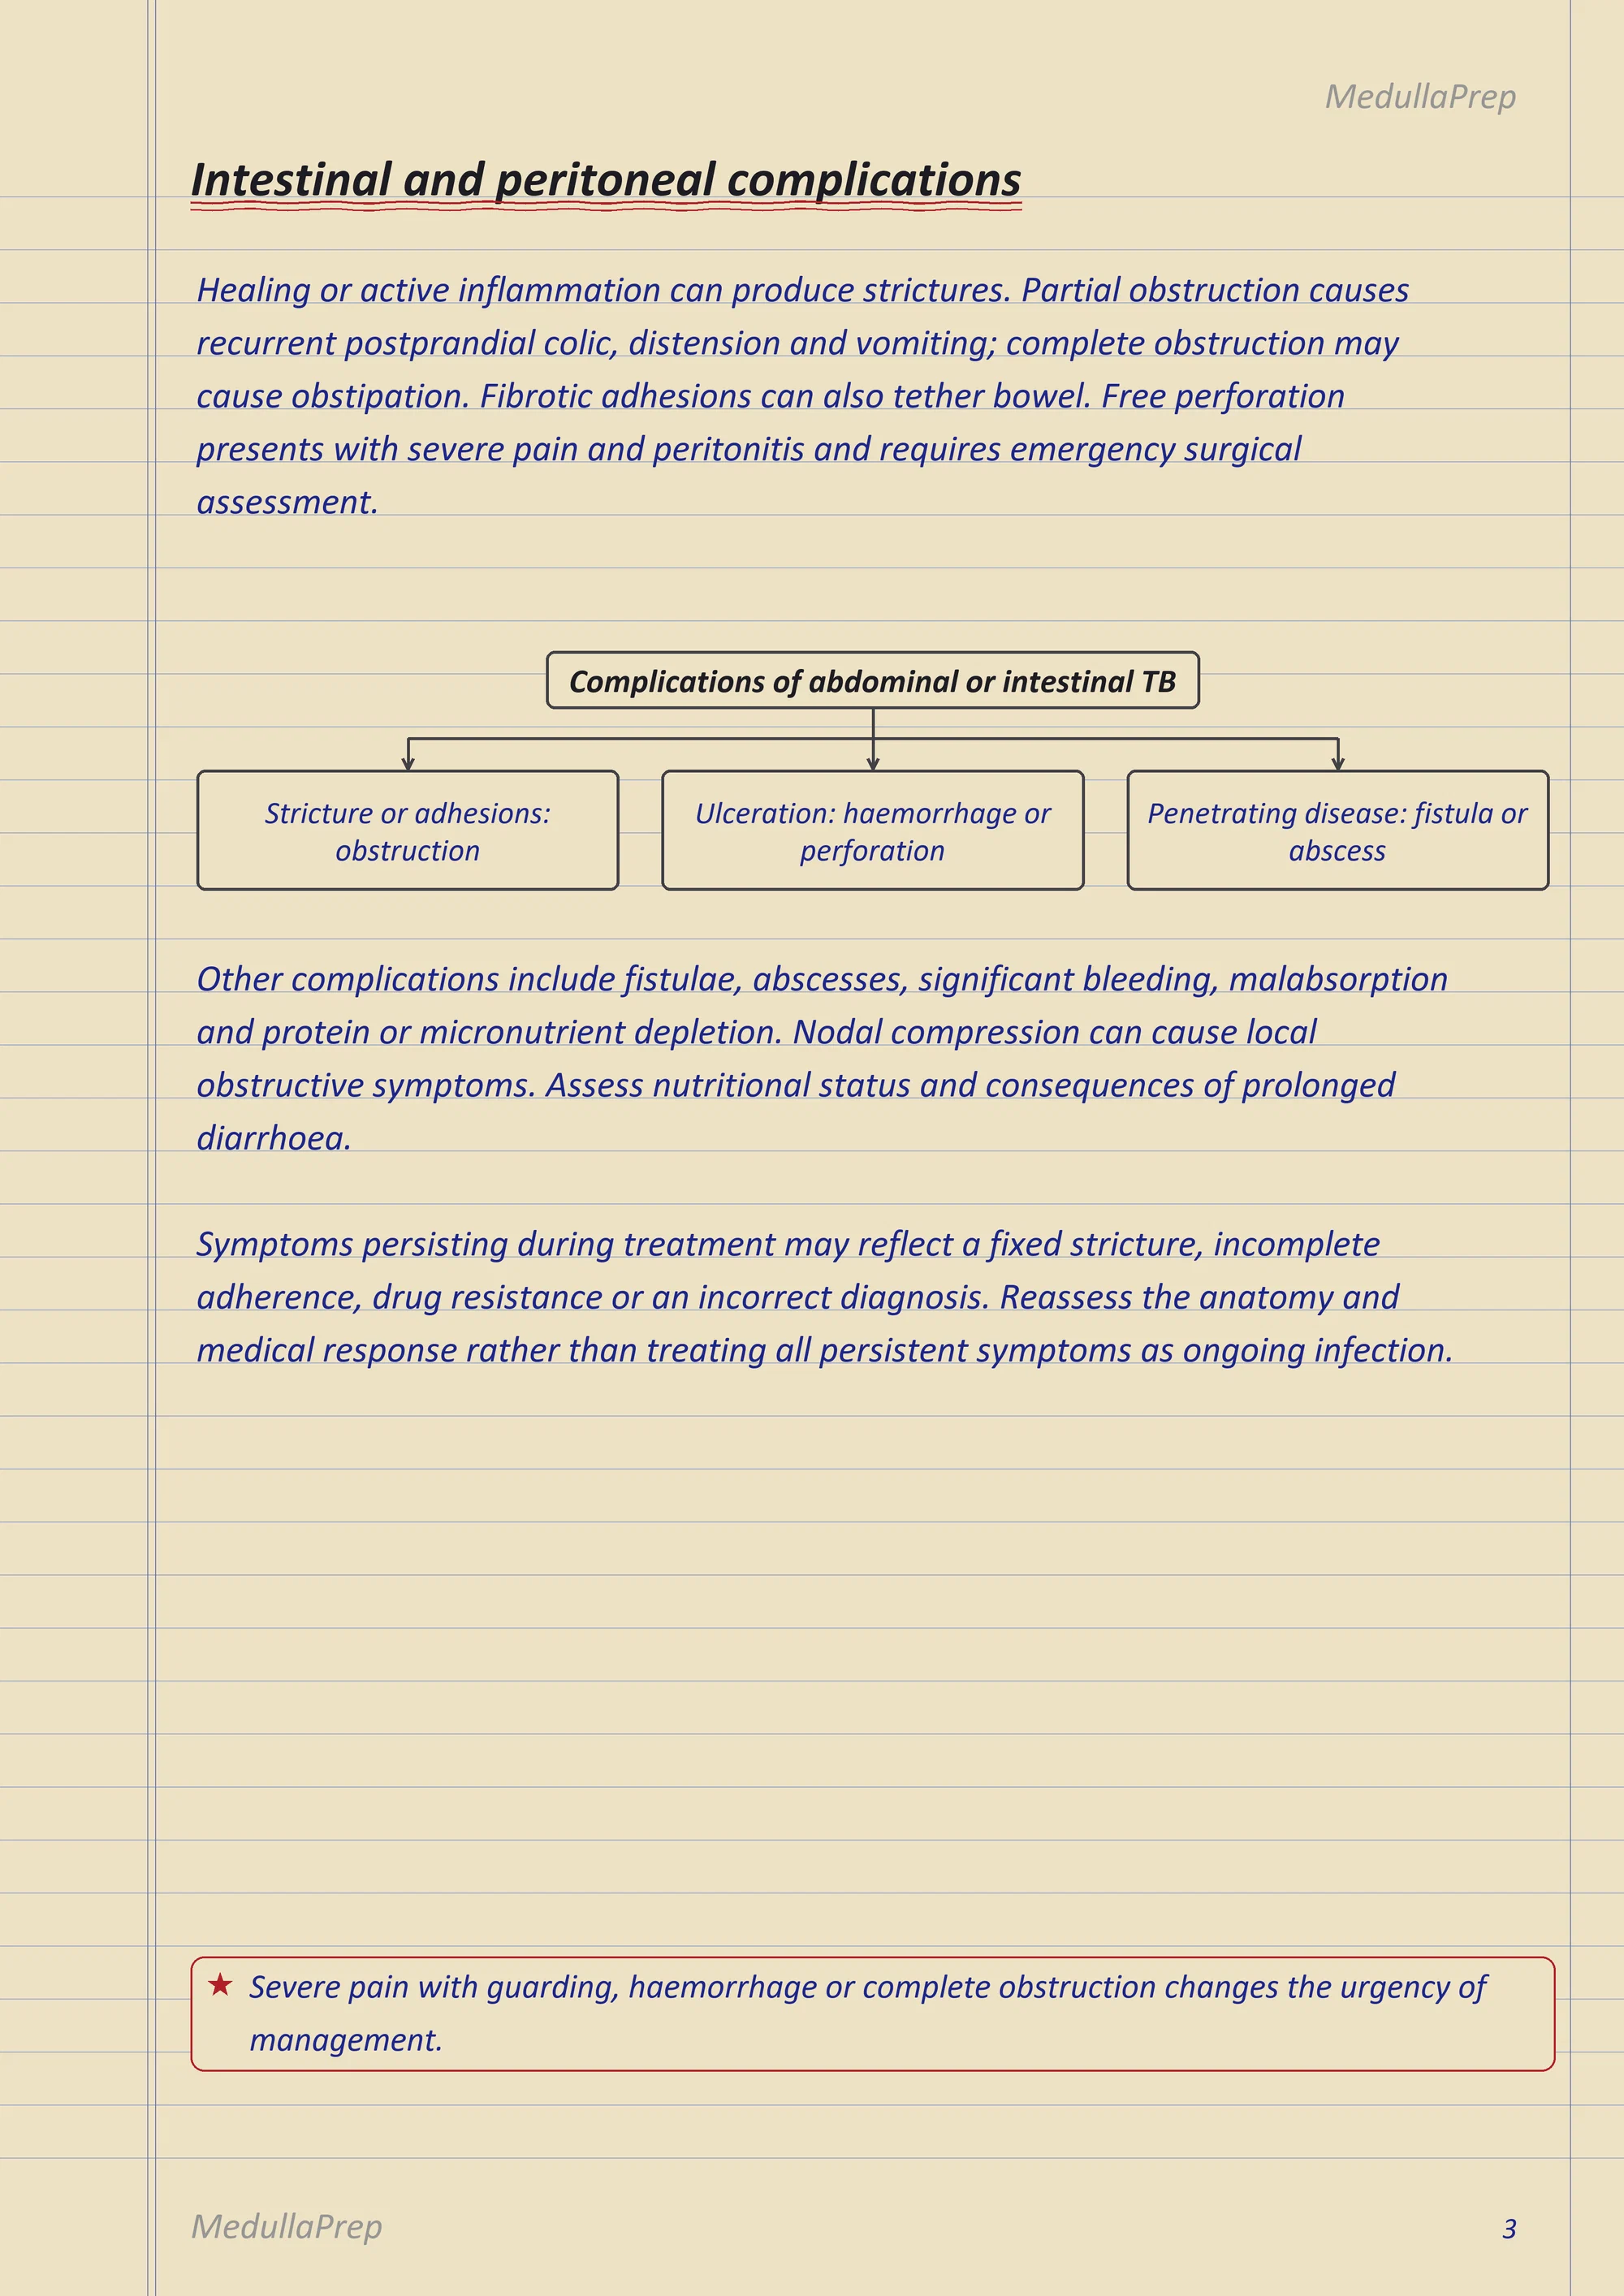 MedullaPrep
Intestinal and peritoneal complications
Healing or active inflammation can produce strictures. Partial obstruction causes
recurrent postprandial colic, distension and vomiting; complete obstruction may
cause obstipation. Fibrotic adhesions can also tether bowel. Free perforation
presents with severe pain and peritonitis and requires emergency surgical
assessment.
Complications of abdominal or intestinal TB
Stricture or adhesions:
obstruction
Ulceration: haemorrhage or
perforation
Penetrating disease: fistula or
abscess
Other complications include fistulae, abscesses, significant bleeding, malabsorption
and protein or micronutrient depletion. Nodal compression can cause local
obstructive symptoms. Assess nutritional status and consequences of prolonged
diarrhoea.
Symptoms persisting during treatment may reflect a fixed stricture, incomplete
adherence, drug resistance or an incorrect diagnosis. Reassess the anatomy and
medical response rather than treating all persistent symptoms as ongoing infection.
★ Severe pain with guarding, haemorrhage or complete obstruction changes the urgency of
management.
MedullaPrep
3